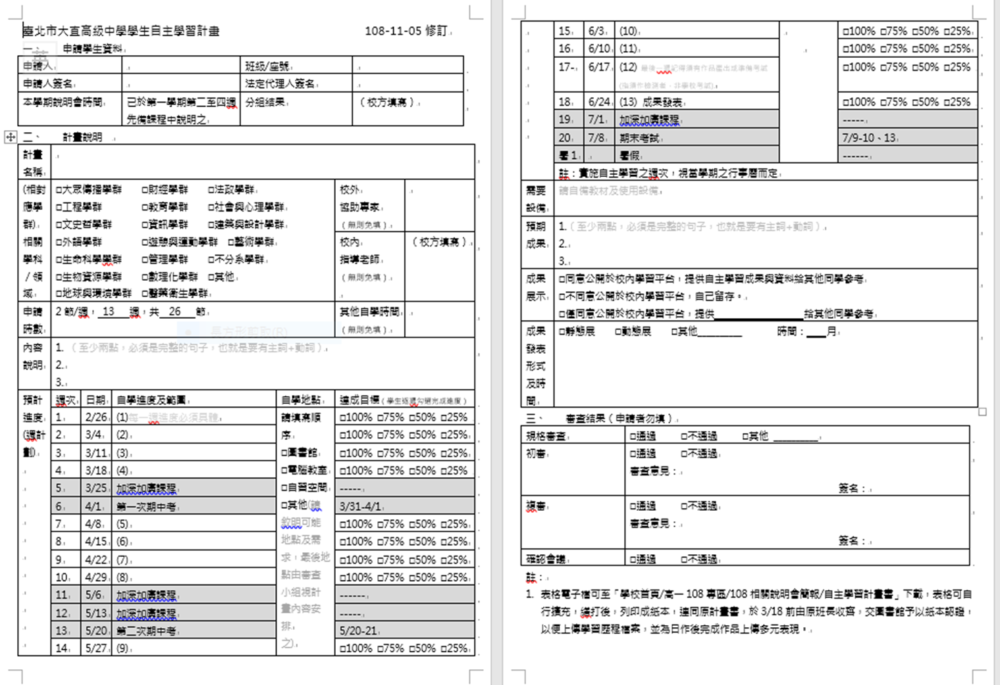 臺北市大直高級中學學生自主學習計畫 108-11-05 修訂
一、 申請學生資料
申請人 班級/座號
申請人簽名 法定代理人簽名
本學期說明會時間 已於第一學期第二至四週 分組結果 （校方填寫）
先備課程中說明之
二、 計畫說明
計畫
名稱
(相對 □大眾傳播學群 □財經學群 □法政學群 校外
應學 □工程學群 □教育學群 □社會與心理學群 協助專家
群) □文史哲學群 □資訊學群 □建築與設計學群 （無則免填）
相關 □外語學群 □遊憩與運動學群 □藝術學群 校內 （校方填寫）
學科 □生命科學學群 □管理學群 □不分系學群 指導老師
/領 □生物資源學群 □數理化學群 □其他 （無則免填）
域 □地球與環境學群 □醫藥衛生學群
申請 2 節/週，13 週，共 26 節 其他自學時間
時數 （無則免填）
長方形剪取(R)
內容 1. （至少兩點，必須是完整的句子，也就是要有主詞+動詞）
說明 2.
3.
預計 週次 日期 自學進度及範圍 自學地點 達成目標（學生逐週勾選完成進度）
進度 1 2/26 (1)每一週進度必須具體 請填寫順 □100% □75% □50% □25%
(週計 2 3/4 (2) 序 □100% □75% □50% □25%
劃) 3 3/11 (3) □圖書館 □100% □75% □50% □25%
4 3/18 (4) □電腦教室 □100% □75% □50% □25%
5 3/25 加深加廣課程 □自習空間 -----
6 4/1 第一次期中考 □其他(請 3/31-4/1
7 4/8 (5) 敘明可能 □100% □75% □50% □25%
8 4/15 (6) 地點及需 □100% □75% □50% □25%
9 4/22 (7) 求，最後地 □100% □75% □50% □25%
10 4/29 (8) 點由審查 □100% □75% □50% □25%
11 5/6 加深加廣課程 小組視計 ------
12 5/13 加深加廣課程 畫內容安 -----
13 5/20 第二次期中考 排 5/20-21
14 5/27 (9) 之) □100% □75% □50% □25%
15 6/3 (10) □100% □75% □50% □25%
16 6/10 (11) □100% □75% □50% □25%
17- 6/17 (12) 最後一週記得須有作品產出或準備考試 □100% □75% □50% □25%
(指須作檢測者，非學校考試)
18 6/24 (13) 成果發表 □100% □75% □50% □25%
19 7/1 加深加廣課程 -----
20 7/8 期末考試 7/9-10、13
暑 1 暑假 ------
註：實施自主學習之週次，視當學期之行事曆而定
需要 請自備教材及使用設備
設備
預期 1.（至少兩點，必須是完整的句子，也就是要有主詞+動詞）
成果 2.
3.
成果 □同意公開於校內學習平台，提供自主學習成果與資料給其他同學參考
展示 □不同意公開於校內學習平台，自己留存。
□僅同意公開於校內學習平台，提供________給其他同學參考
成果 □靜態展 □動態展 □其他________ 時間：____月
發表
形式
及時
間
三、 審查結果（申請者勿填）
規格審查 □通過 □不通過 □其他 ________
初審 □通過 □不通過
審查意見：
簽名：
複審 □通過 □不通過
審查意見：
簽名：
確認會議 □通過 □不通過
註：
1. 表格電子檔可至「學校首頁/高一 108 專區/108 相關說明會簡報/自主學習計畫書」下載，表格可自
行擴充，繕打後，列印成紙本，連同原計畫書，於 3/18 前由原班長收齊，交圖書館予以紙本認證，
以便上傳學習歷程檔案，並為日作後完成作品上傳多元表現。